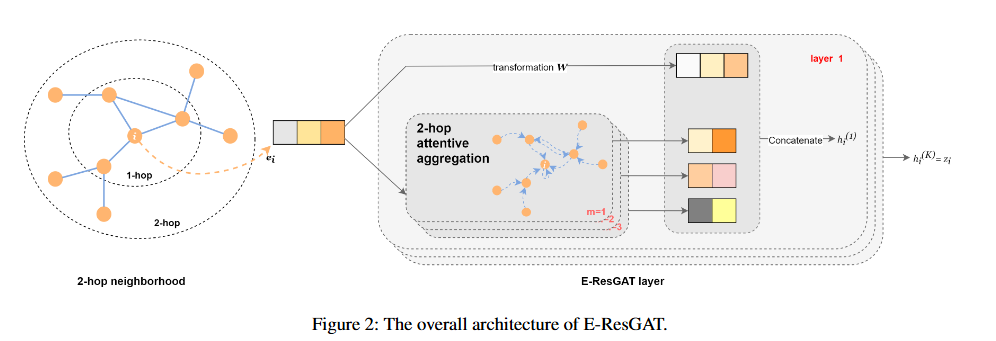 i
1-hop
2-hop
2-hop neighborhood
e_i
transformation W
layer 1
2-hop
attentive
aggregation
i
m=1
2
3
Concatenate
h_i^(1)
h_i^(K) = z_i
E-ResGAT layer
Figure 2: The overall architecture of E-ResGAT.